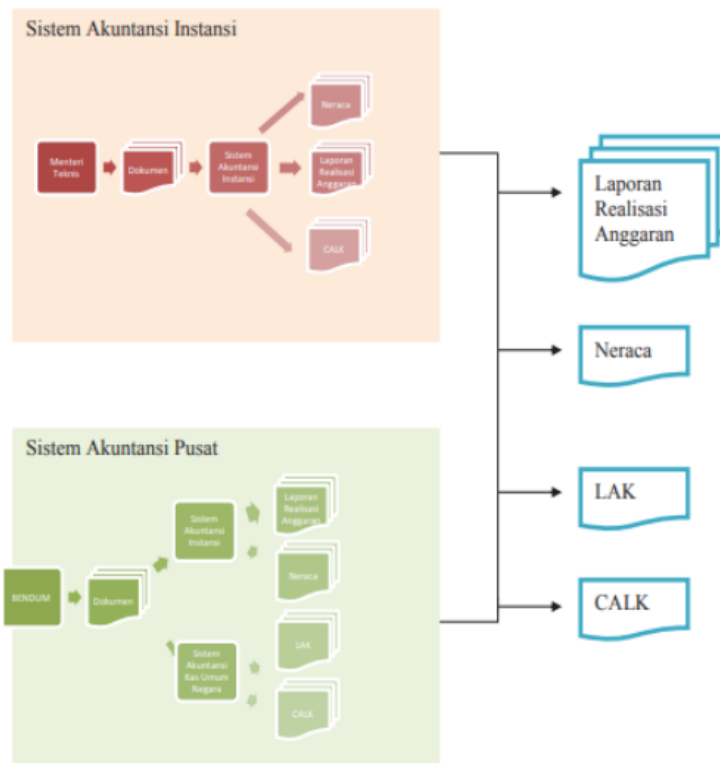 Sistem Akuntansi Instansi
Neraca
Menteri
Teknis
Dokumen
Sistem
Akuntansi
Instansi
Laporan
Realisasi
Anggaran
CALK
Laporan
Realisasi
Anggaran
Neraca
LAK
CALK
Sistem Akuntansi Pusat
BENDUM
Dokumen
Sistem
Akuntansi
Instansi
Laporan
Realisasi
Anggaran
Neraca
Sistem
Akuntansi
Kas Umum
Negara
LAK
CALK